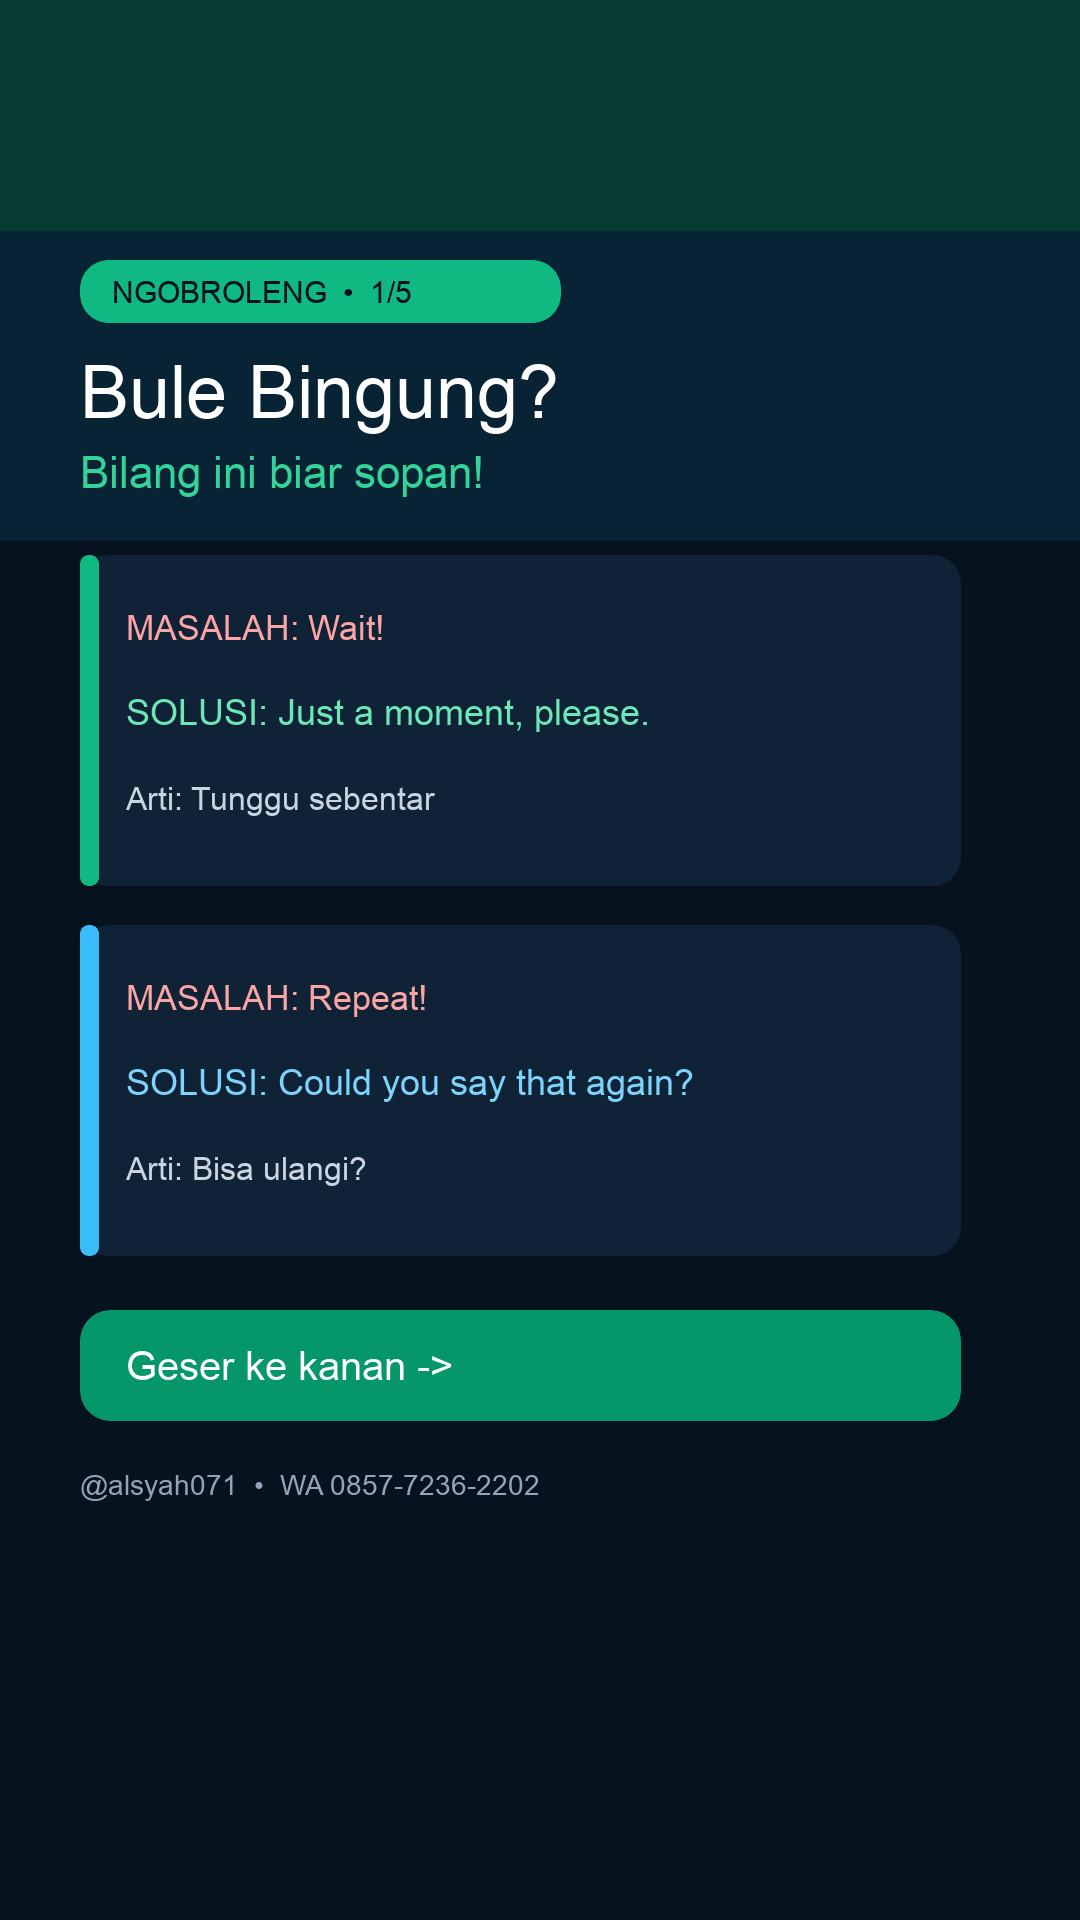 NGOBROLENG • 1/5
Bule Bingung?
Bilang ini biar sopan!
MASALAH: Wait!
SOLUSI: Just a moment, please.
Arti: Tunggu sebentar
MASALAH: Repeat!
SOLUSI: Could you say that again?
Arti: Bisa ulangi?
Geser ke kanan ->
@alsyah071 • WA 0857-7236-2202